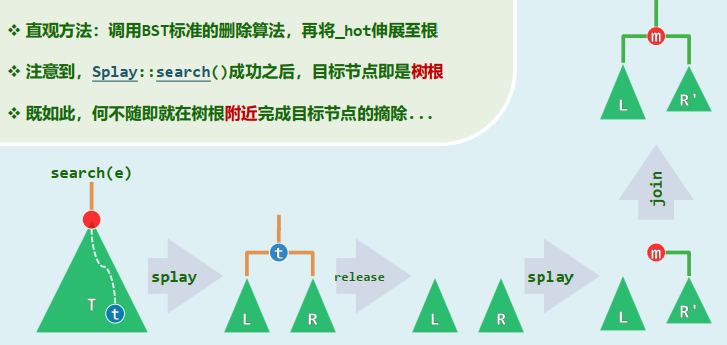 ❖ 直观方法：调用BST标准的删除算法，再将_hot伸展至根
❖ 注意到，Splay::search()成功之后，目标节点即是树根
❖ 既如此，何不随即就在树根附近完成目标节点的摘除...
m
L
R'
search(e)
join
T
t
splay
t
L
R
release
L
R
splay
m
L
R'